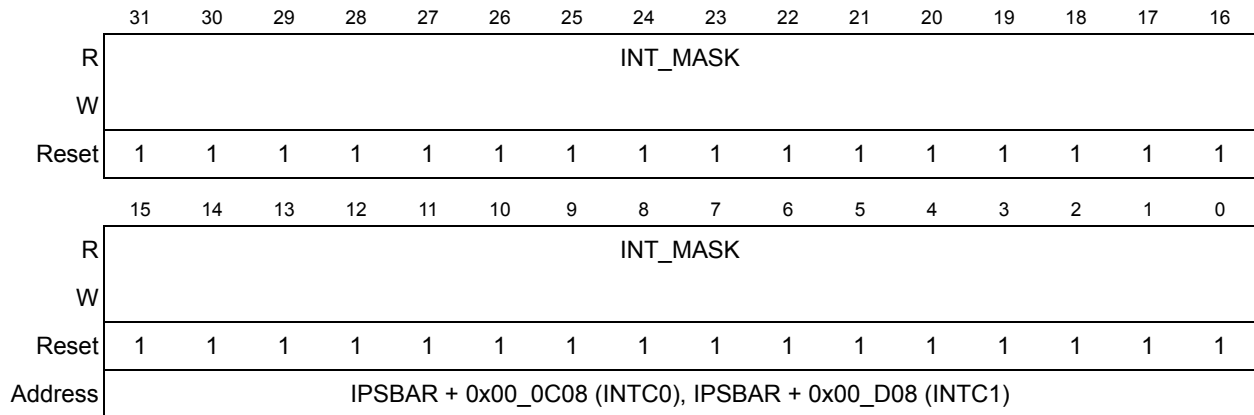 31 30 29 28 27 26 25 24 23 22 21 20 19 18 17 16
R INT_MASK
W
Reset 1 1 1 1 1 1 1 1 1 1 1 1 1 1 1 1
15 14 13 12 11 10 9 8 7 6 5 4 3 2 1 0
R INT_MASK
W
Reset 1 1 1 1 1 1 1 1 1 1 1 1 1 1 1 1
Address IPSBAR + 0x00_0C08 (INTC0), IPSBAR + 0x00_D08 (INTC1)